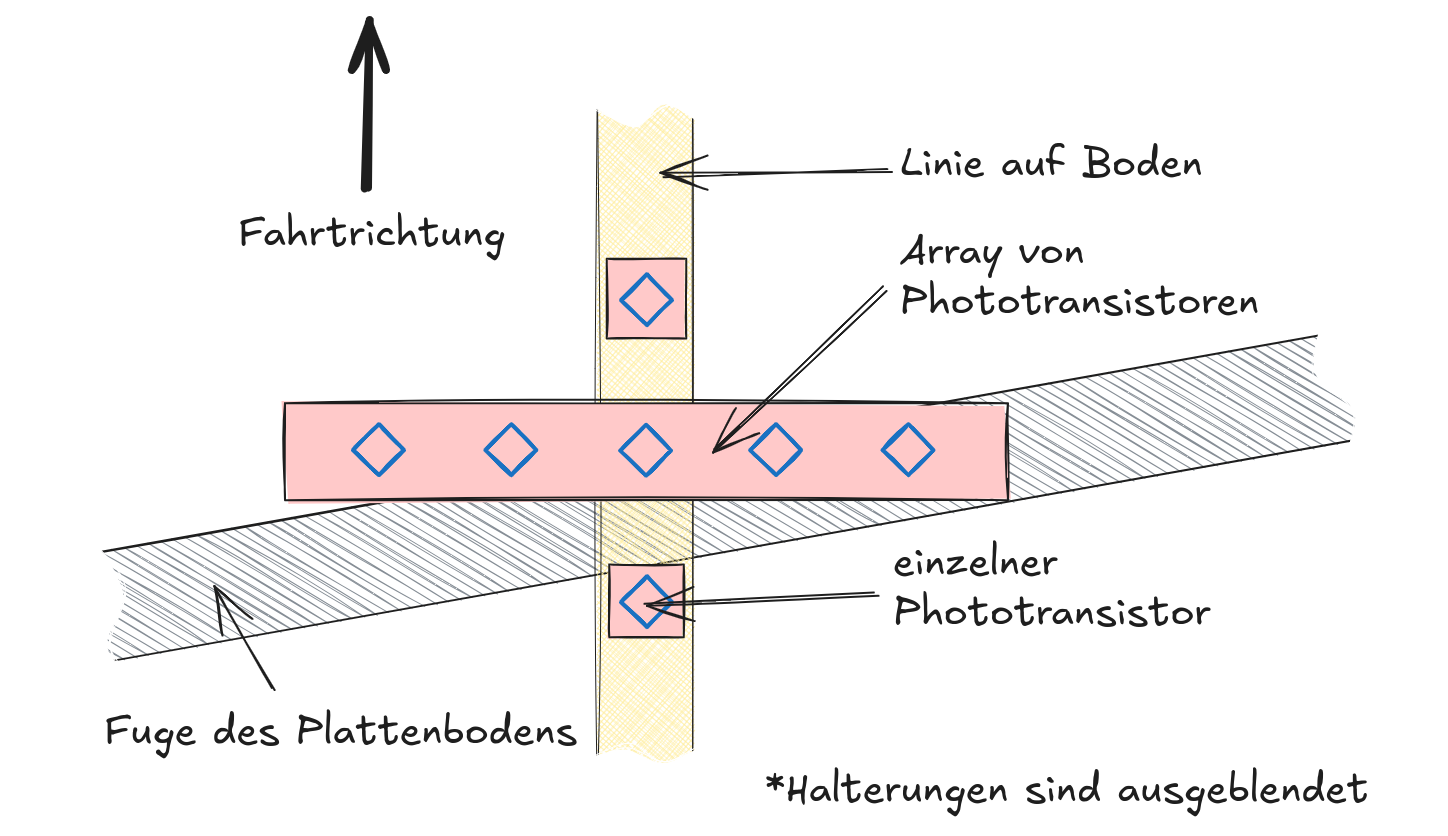 Linie auf Boden
Fahrtrichtung
Array von
Phototransistoren
einzelner
Phototransistor
Fuge des Plattenbodens
*Halterungen sind ausgeblendet